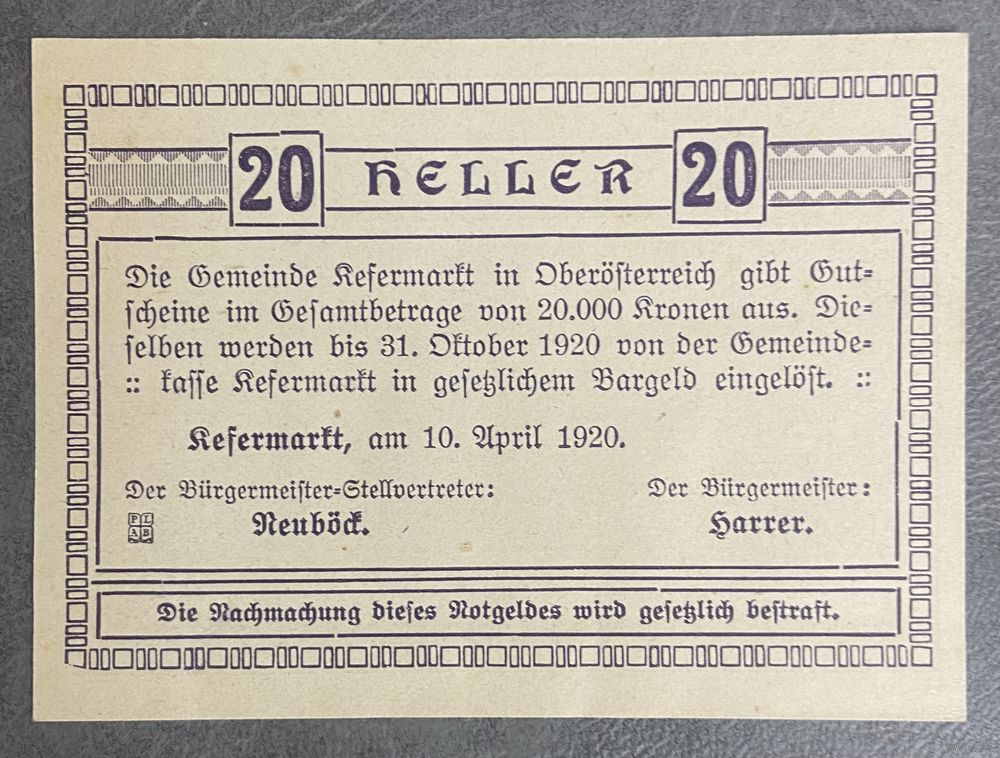 20 HELLER 20
Die Gemeinde Kefermarkt in Oberösterreich gibt Gut=
scheine im Gesamtbetrage von 20.000 Kronen aus. Die=
selben werden bis 31. Oktober 1920 von der Gemeinde=
:: kasse Kefermarkt in gesetzlichem Bargeld eingelöst. ::
Kefermarkt, am 10. April 1920.
Der Bürgermeister=Stellvertreter: Der Bürgermeister:
Neuböck. Harrer.
PL
AB
Die Nachmachung dieses Notgeldes wird gesetzlich bestraft.